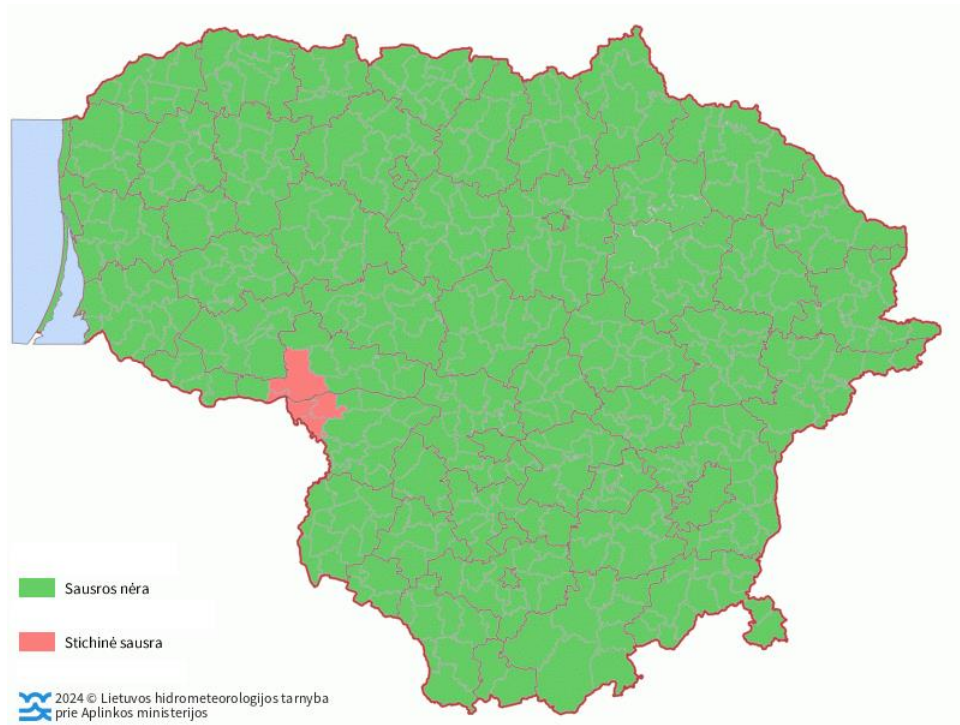 Sausros nėra
Stichinė sausra
2024 © Lietuvos hidrometeorologijos tarnyba
prie Aplinkos ministerijos